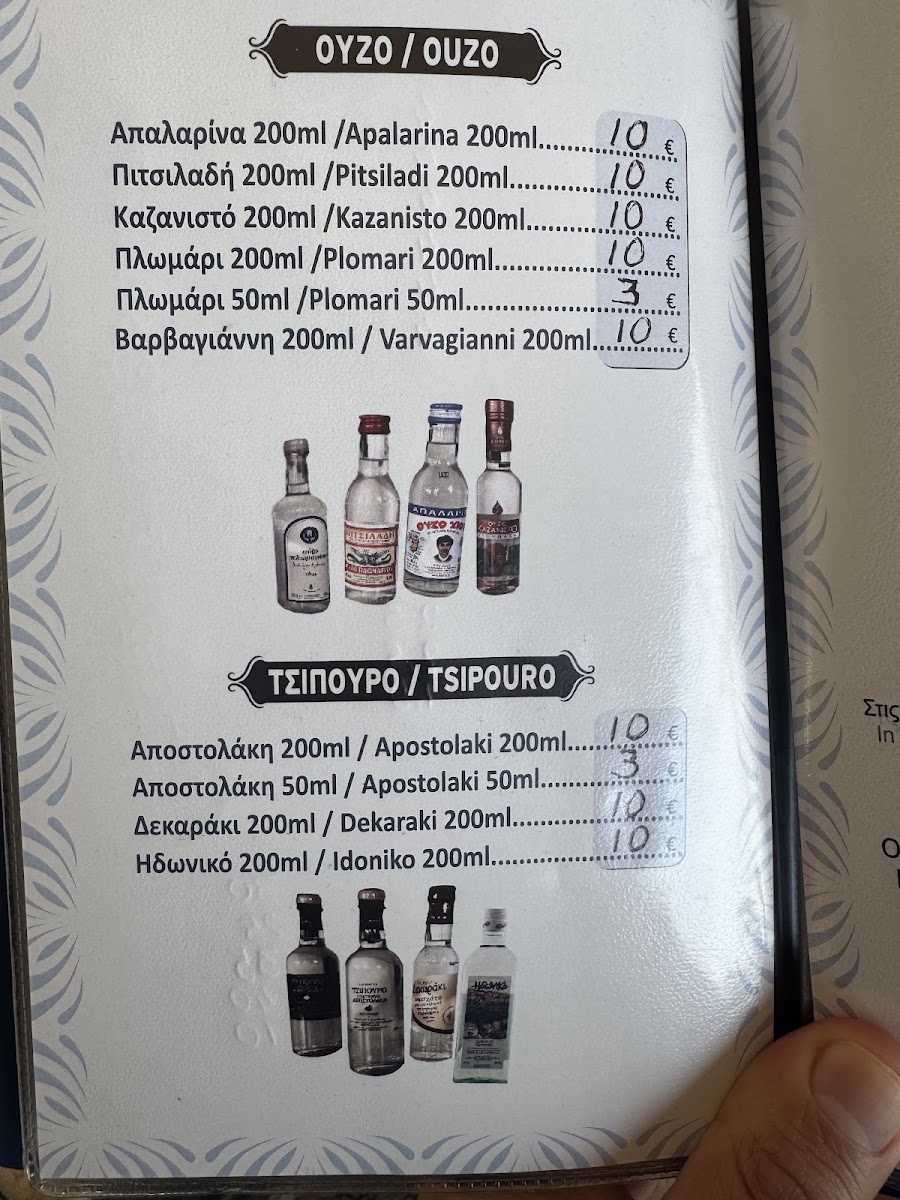 ΟΥΖΟ / OUZO
Απαλαρίνα 200ml /Apalarina 200ml...... 10 €
Πιτσιλαδή 200ml /Pitsiladi 200ml...... 10 €
Καζανιστό 200ml /Kazanisto 200ml...... 10 €
Πλωμάρι 200ml /Plomari 200ml...... 10 €
Πλωμάρι 50ml /Plomari 50ml...... 3 €
Βαρβαγιάννη 200ml / Varvagianni 200ml.. 10 €
ΑΠΑΛΑΡΙ
ΟΥΖΟ ΧΙΟ
ΟΥΖΟ
ΚΑΖΑΝΙΣΤΟ
ΤΣΙΠΟΥΡΟ / TSIPOURO
Αποστολάκη 200ml / Apostolaki 200ml...... 10 €
Αποστολάκη 50ml / Apostolaki 50ml...... 3 €
Δεκαράκι 200ml / Dekaraki 200ml...... 10 €
Ηδωνικό 200ml / Idoniko 200ml...... 10 €
ΤΣΙΠΟΥΡΟ
Στις
In